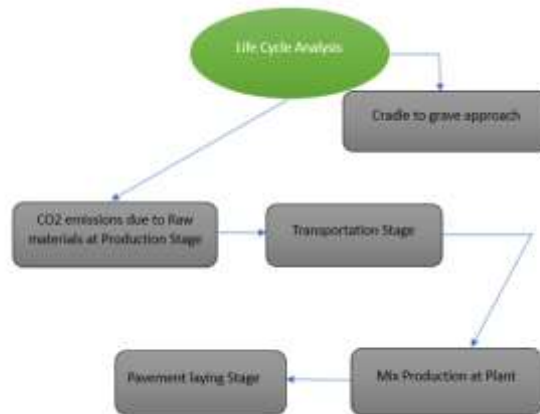 Life Cycle Analysis
Cradle to grave approach
CO2 emissions due to Raw
materials at Production Stage
Transportation Stage
Mix Production at Plant
Pavement laying Stage